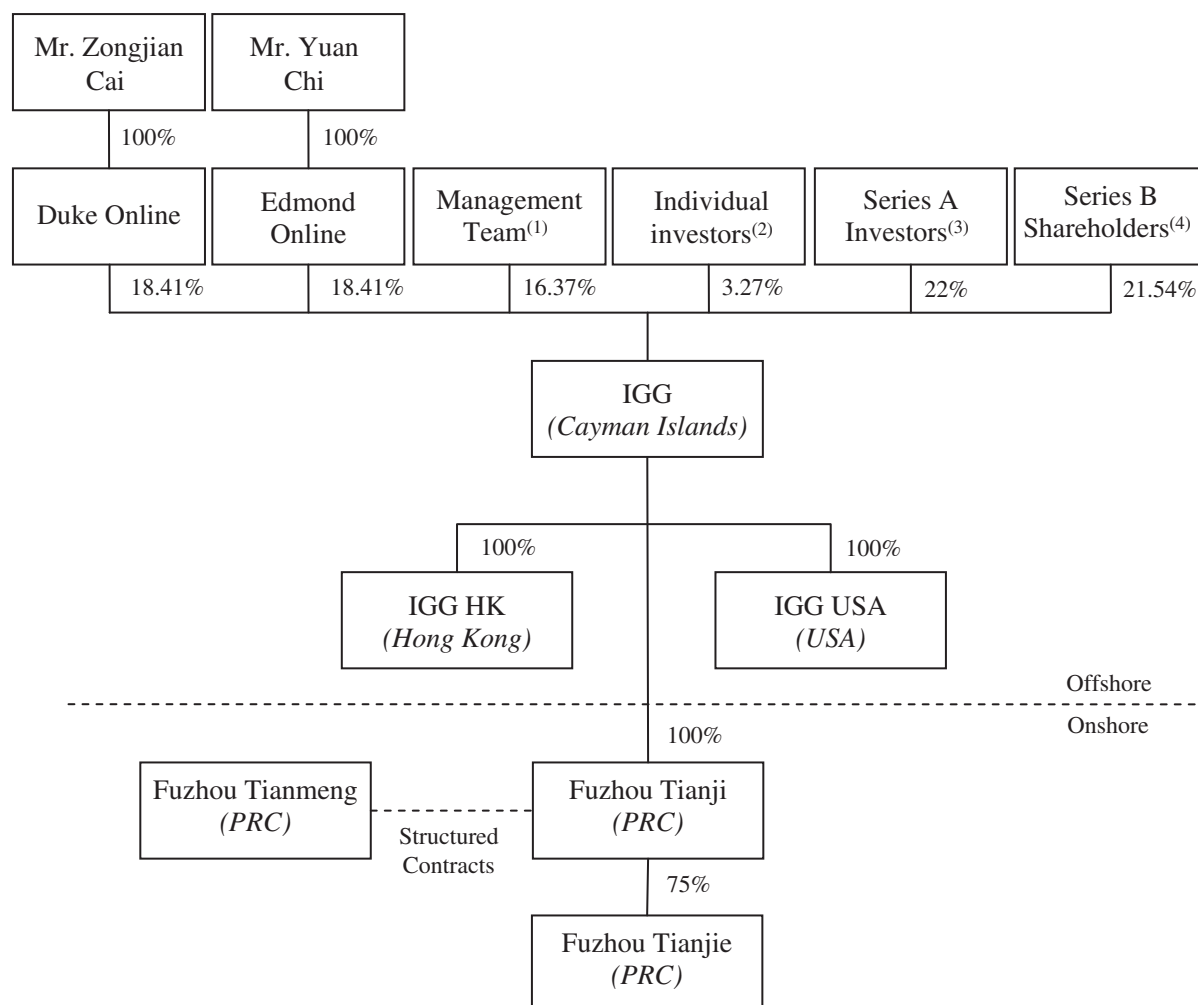 Mr. Zongjian
Cai
Mr. Yuan
Chi
100%
100%
Duke Online
Edmond
Online
Management
Team(1)
Individual
investors(2)
Series A
Investors(3)
Series B
Shareholders(4)
18.41%
18.41%
16.37%
3.27%
22%
21.54%
IGG
(Cayman Islands)
100%
100%
IGG HK
(Hong Kong)
IGG USA
(USA)
Offshore
Onshore
100%
Fuzhou Tianmeng
(PRC)
Structured
Contracts
Fuzhou Tianji
(PRC)
75%
Fuzhou Tianjie
(PRC)